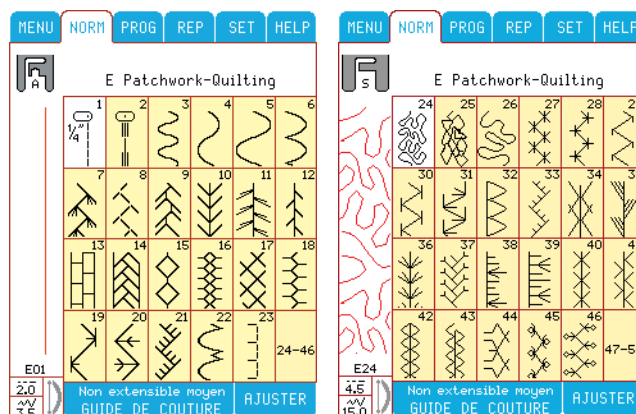 MENU NORM PROG REP SET HELP
A
E Patchwork-Quilting
1 2 3 4 5 6
1/4"
7 8 9 10 11 12
13 14 15 16 17 18
19 20 21 22 23 24-46
E01
2.0
3.5
Non extensible moyen
GUIDE DE COUTURE
AJUSTER
MENU NORM PROG REP SET HELP
S
E Patchwork-Quilting
24 25 26 27 28
30 31 32 33 34
36 37 38 39 40
42 43 44 45 46
E24
4.5
15.0
Non extensible moyen
GUIDE DE COUTURE
AJUSTER